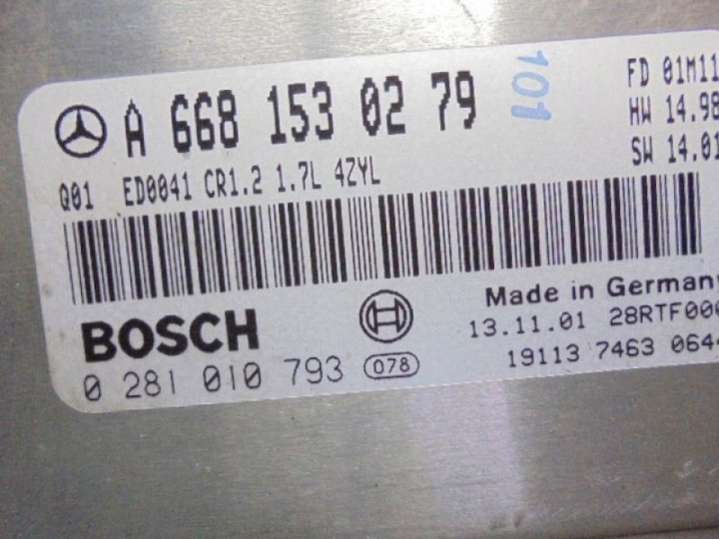 A 668 153 02 79
101
FD 01M11
HW 14.98
SW 14.01
Q01 ED0041 CR1.2 1.7L 4ZYL
BOSCH
0 281 010 793 078
Made in Germany
13.11.01 28RTF000
19113 7463 064